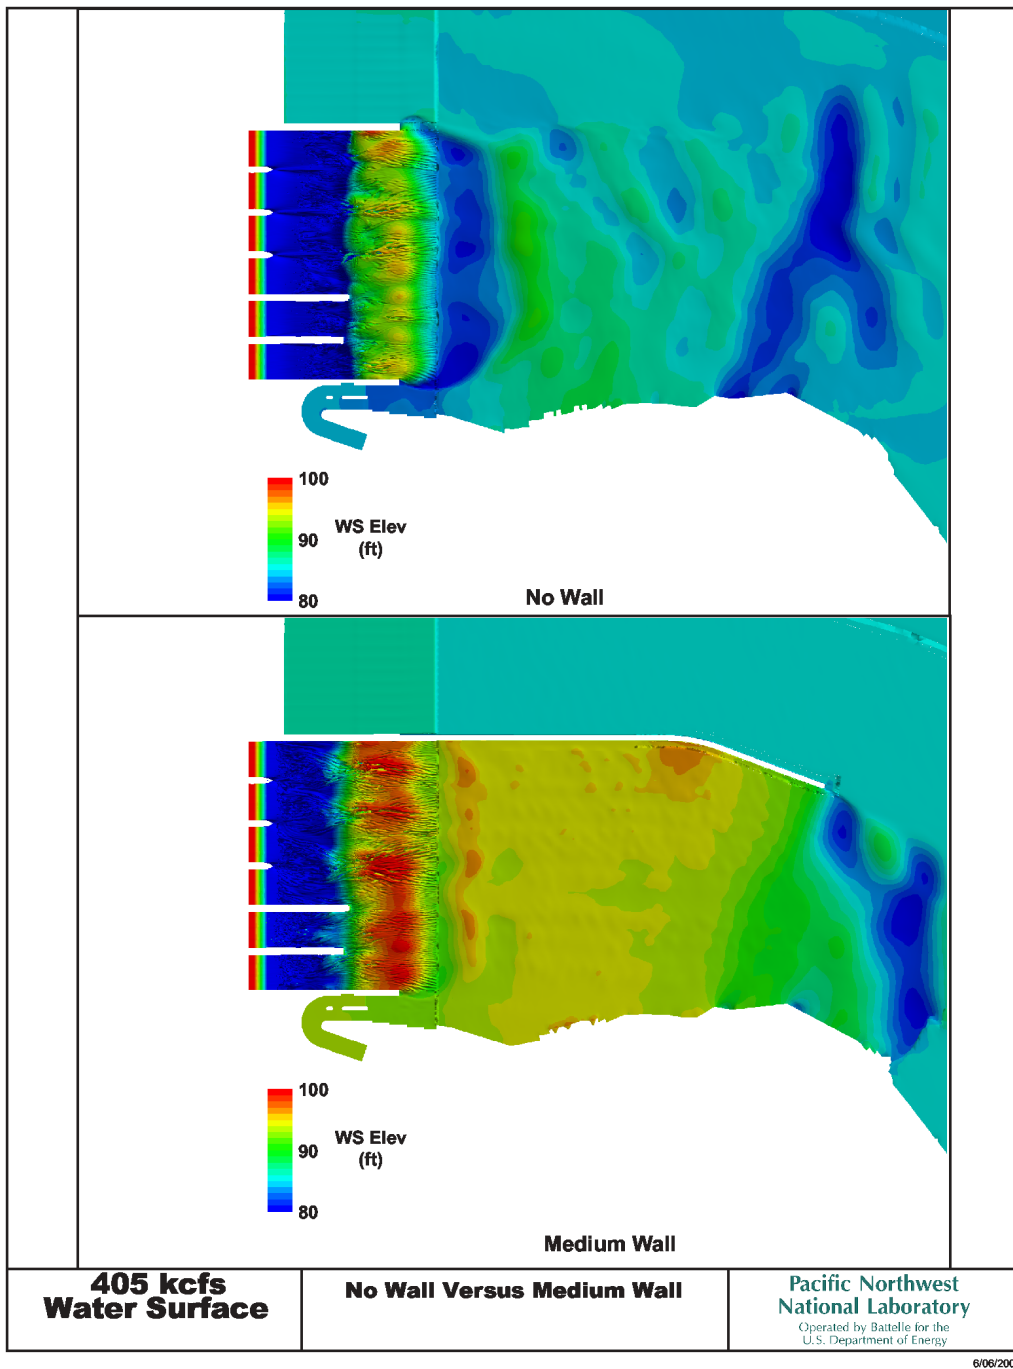 100
90
80
WS Elev
(ft)
No Wall
100
90
80
WS Elev
(ft)
Medium Wall
405 kcfs
Water Surface
No Wall Versus Medium Wall
Pacific Northwest
National Laboratory
Operated by Battelle for the
U.S. Department of Energy